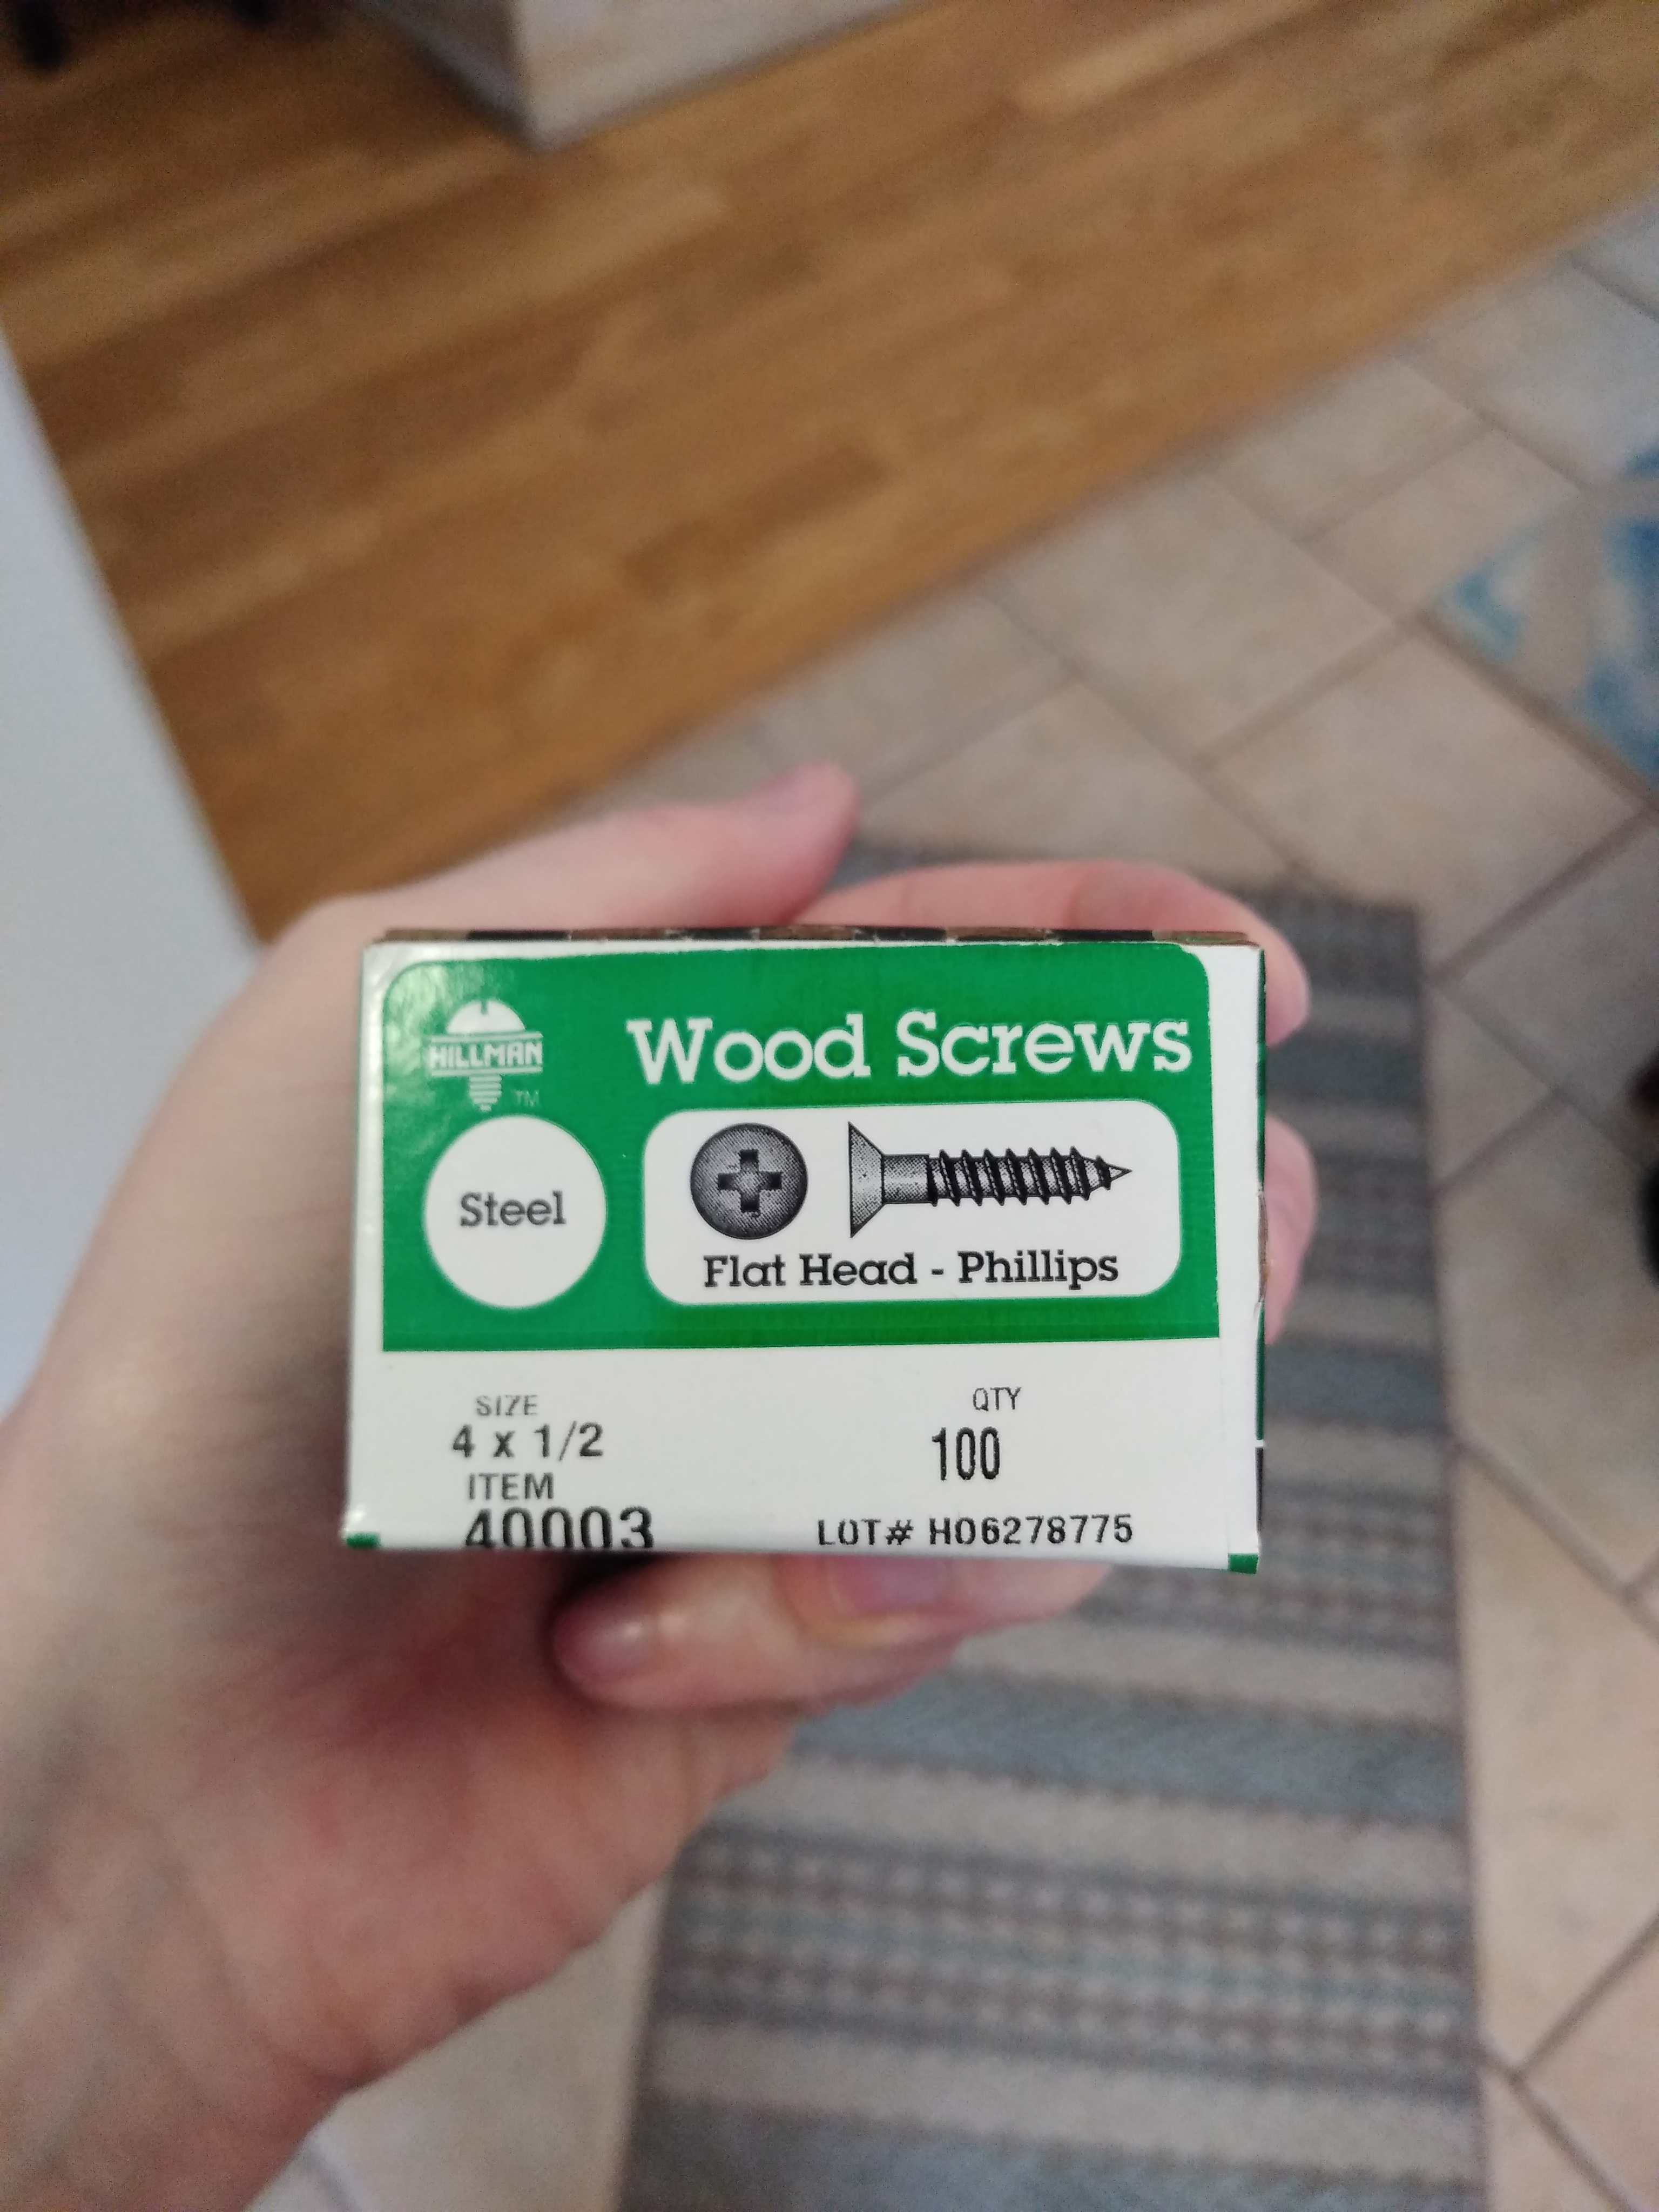 HILLMAN
TM
Wood Screws
Steel
Flat Head - Phillips
SIZE
4 x 1/2
QTY
100
ITEM
40003
LOT# H06278775